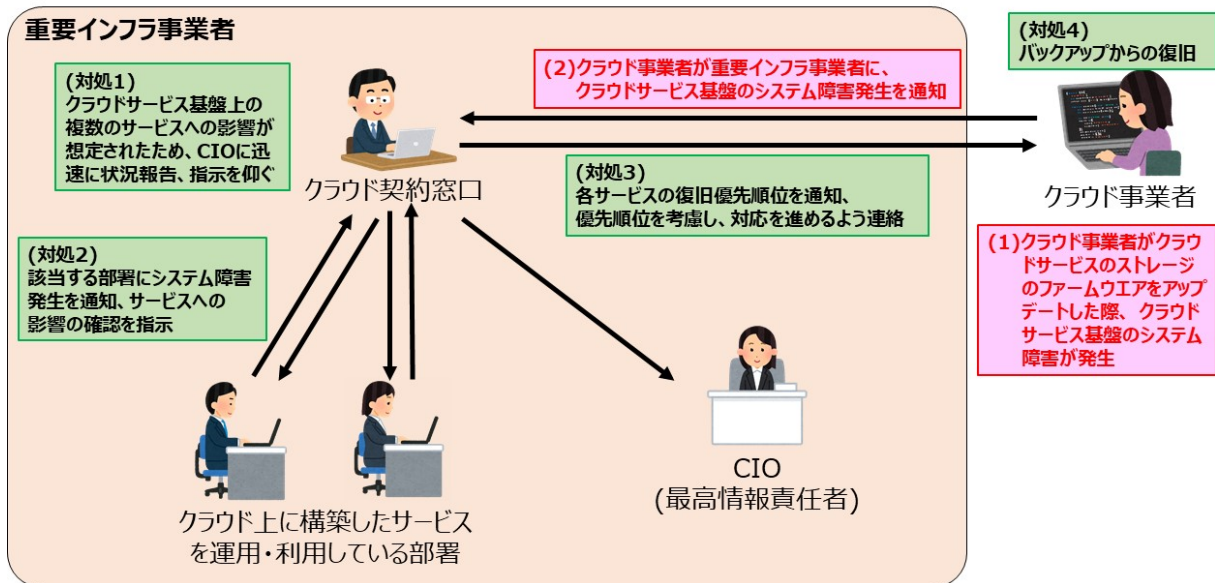 重要インフラ事業者
(対処1)
クラウドサービス基盤上の
複数のサービスへの影響が
想定されたため、CIOに迅
速に状況報告、指示を仰ぐ
(2)クラウド事業者が重要インフラ事業者に、
クラウドサービス基盤のシステム障害発生を通知
(対処4)
バックアップからの復旧
クラウド契約窓口
(対処3)
各サービスの復旧優先順位を通知、
優先順位を考慮し、対応を進めるよう連絡
クラウド事業者
(1)クラウド事業者がクラウ
ドサービスのストレージ
のファームウエアをアップ
デートした際、クラウド
サービス基盤のシステム
障害が発生
(対処2)
該当する部署にシステム障害
発生を通知、サービスへの
影響の確認を指示
クラウド上に構築したサービス
を運用・利用している部署
CIO
(最高情報責任者)